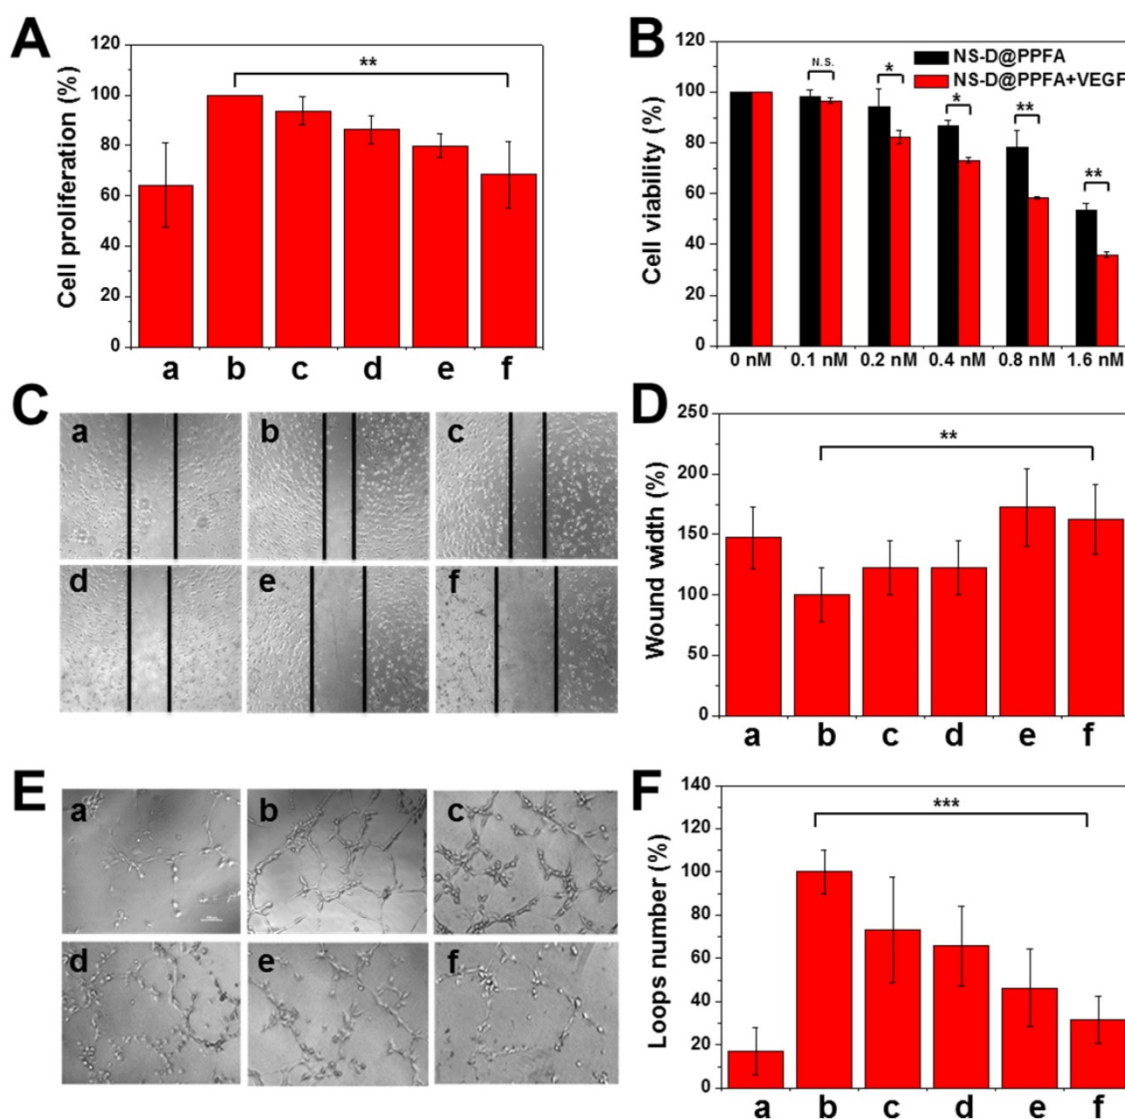 A
Cell proliferation (%)
120
100
80
60
40
20
0
**
a b c d e f
B
Cell viability (%)
120
100
80
60
40
20
0
NS-D@PPFA
NS-D@PPFA+VEGF
N.S.
*
*
**
**
0 nM 0.1 nM 0.2 nM 0.4 nM 0.8 nM 1.6 nM
C
a b c
d e f
D
Wound width (%)
250
200
150
100
50
0
**
a b c d e f
E
a b c
d e f
F
Loops number (%)
140
120
100
80
60
40
20
0
***
a b c d e f